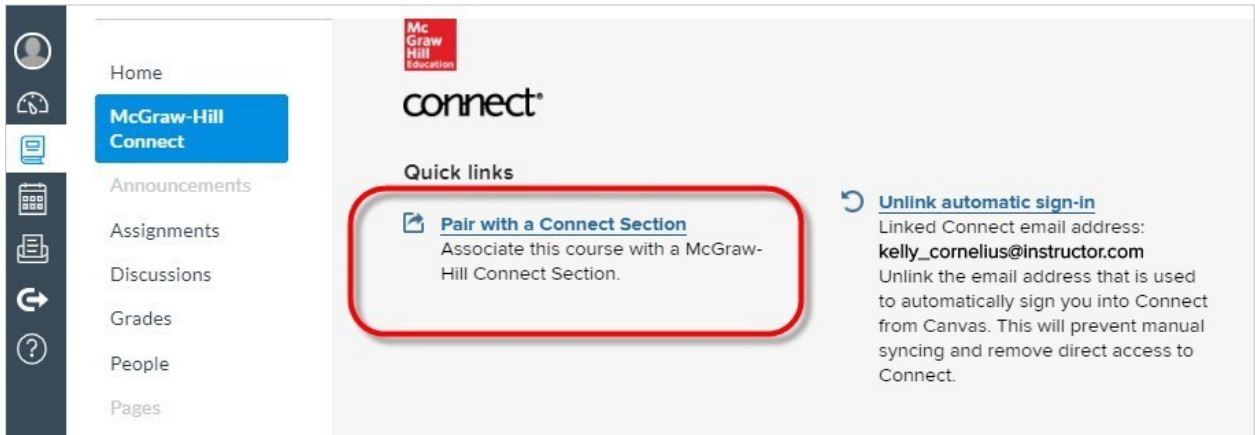 Home
McGraw-Hill
Connect
Announcements
Assignments
Discussions
Grades
People
Pages
Mc
Graw
Hill
Education
connect®
Quick links
Pair with a Connect Section
Associate this course with a McGraw-
Hill Connect Section.
Unlink automatic sign-in
Linked Connect email address:
kelly_cornelius@instructor.com
Unlink the email address that is used
to automatically sign you into Connect
from Canvas. This will prevent manual
syncing and remove direct access to
Connect.